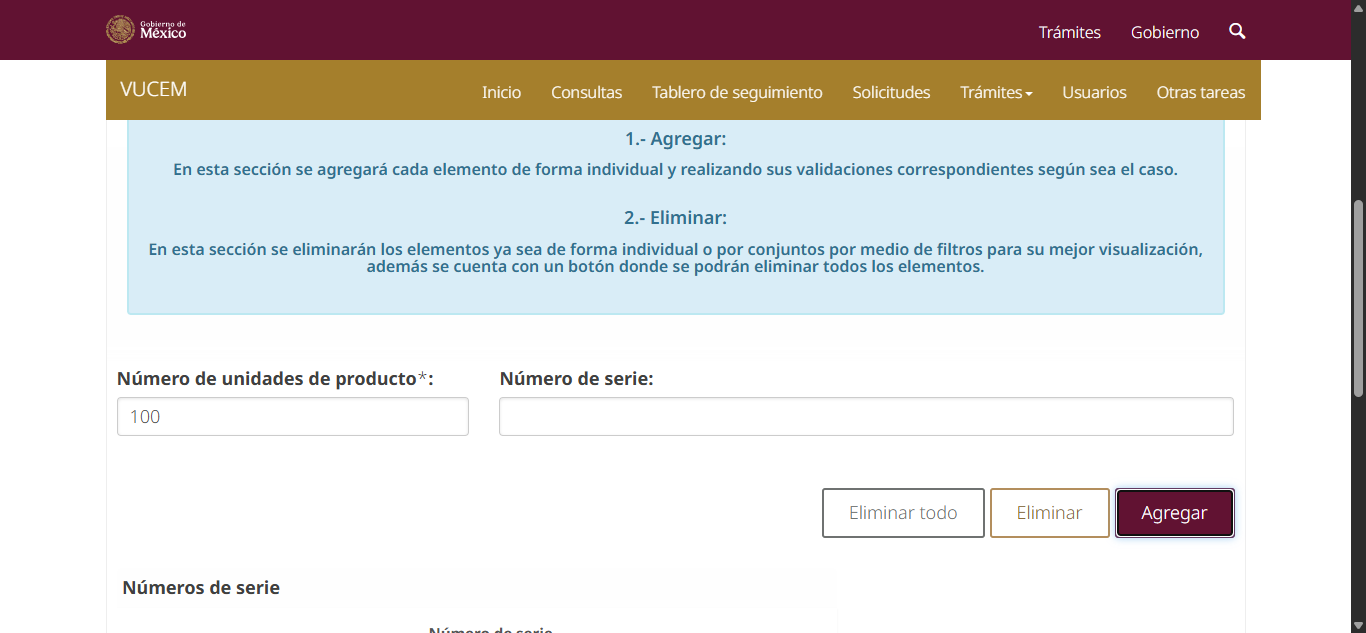 Gobierno de
México
Trámites
Gobierno
VUCEM
Inicio
Consultas
Tablero de seguimiento
Solicitudes
Trámites
Usuarios
Otras tareas
1.- Agregar:
En esta sección se agregará cada elemento de forma individual y realizando sus validaciones correspondientes según sea el caso.
2.- Eliminar:
En esta sección se eliminarán los elementos ya sea de forma individual o por conjuntos por medio de filtros para su mejor visualización,
además se cuenta con un botón donde se podrán eliminar todos los elementos.
Número de unidades de producto*:
Número de serie:
100
Eliminar todo
Eliminar
Agregar
Números de serie
Número de serie